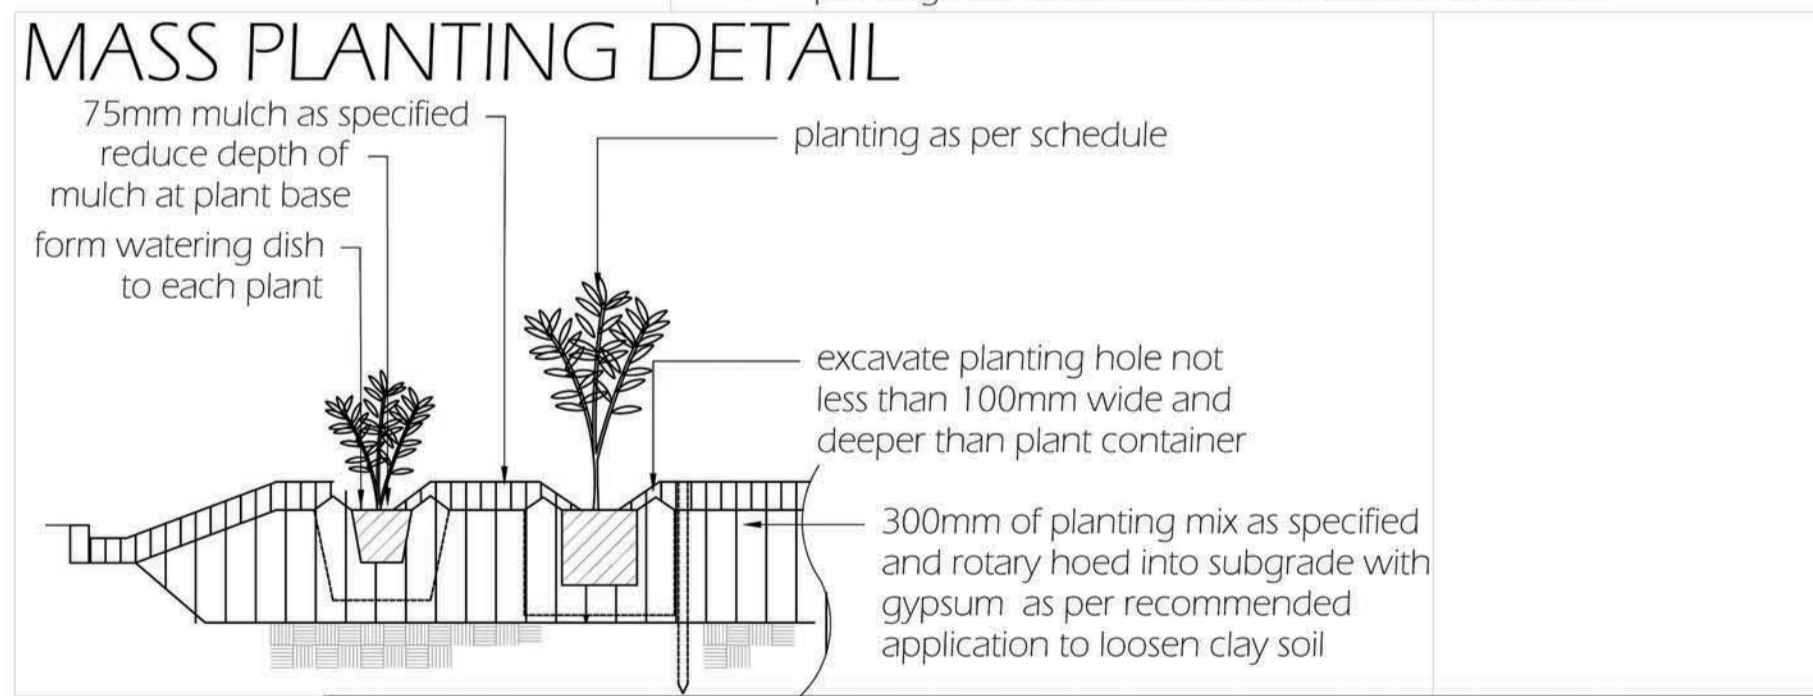 MASS PLANTING DETAIL
75mm mulch as specified
reduce depth of
mulch at plant base
form watering dish
to each plant
planting as per schedule
excavate planting hole not
less than 100mm wide and
deeper than plant container
300mm of planting mix as specified
and rotary hoed into subgrade with
gypsum as per recommended
application to loosen clay soil